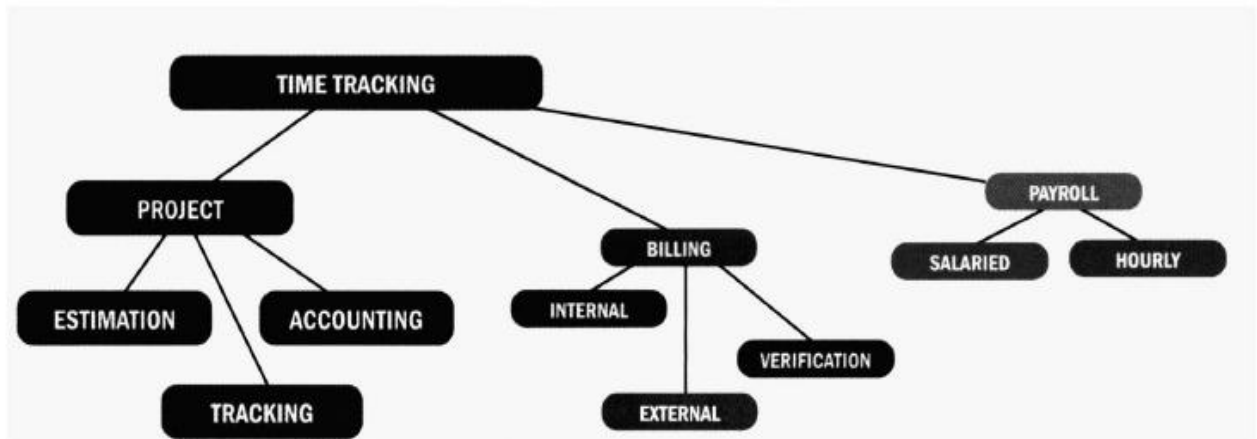 TIME TRACKING
PROJECT
ESTIMATION
ACCOUNTING
TRACKING
BILLING
INTERNAL
VERIFICATION
EXTERNAL
PAYROLL
SALARIED
HOURLY